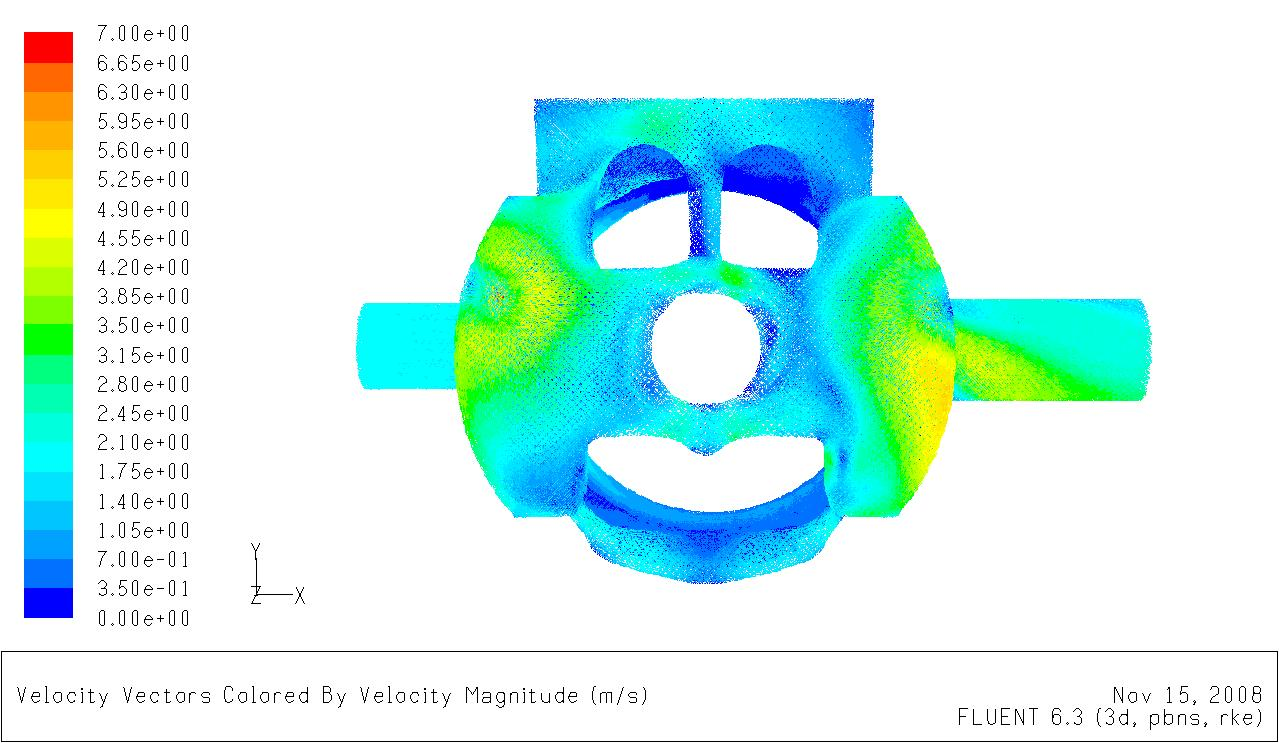 7.00e+00
6.65e+00
6.30e+00
5.95e+00
5.60e+00
5.25e+00
4.90e+00
4.55e+00
4.20e+00
3.85e+00
3.50e+00
3.15e+00
2.80e+00
2.45e+00
2.10e+00
1.75e+00
1.40e+00
1.05e+00
7.00e-01
3.50e-01
0.00e+00
Y
Z X
Velocity Vectors Colored By Velocity Magnitude (m/s)
Nov 15, 2008
FLUENT 6.3 (3d, pbns, rke)